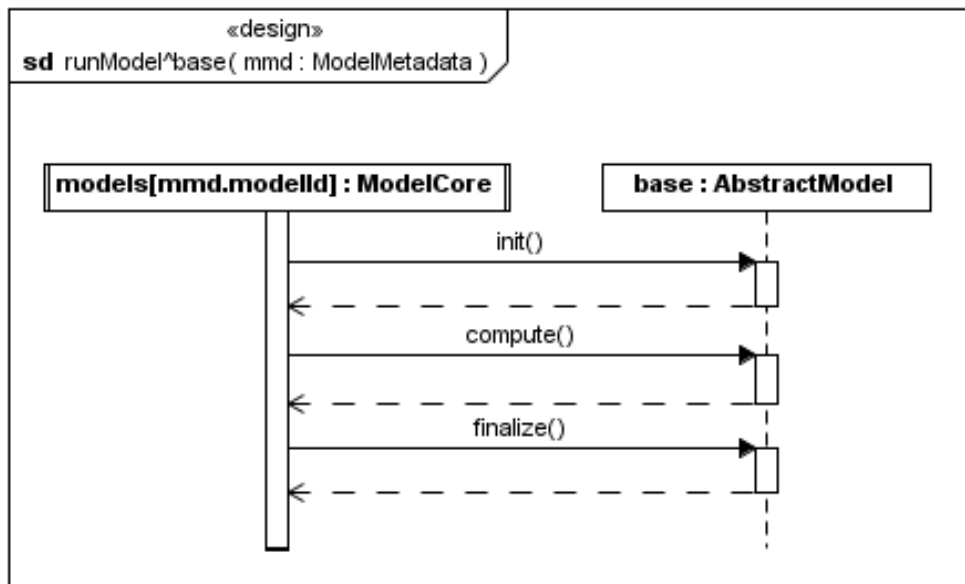 «design»
sd runModel^base( mmd : ModelMetadata )
models[mmd.modelId] : ModelCore
base : AbstractModel
init()
compute()
finalize()